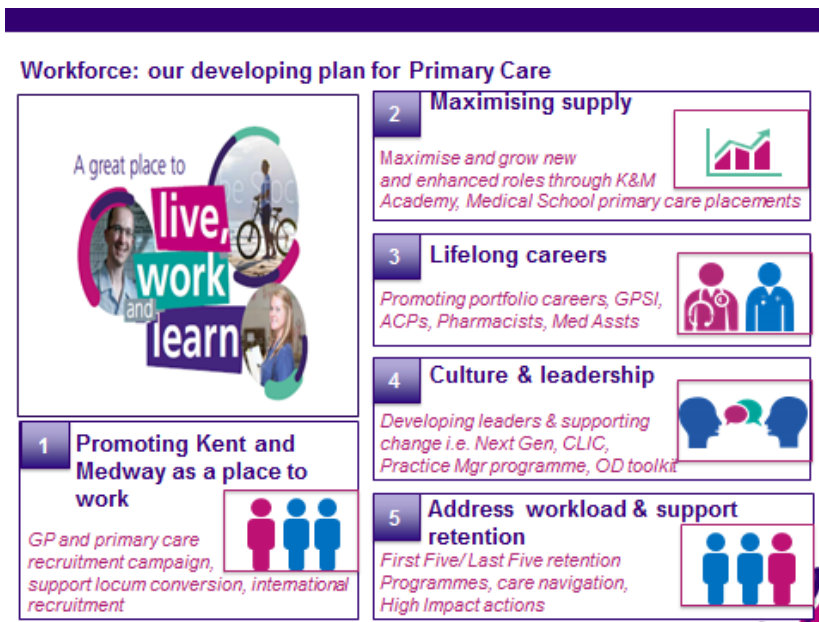 Workforce: our developing plan for Primary Care
A great place to
live,
work
and
learn
1
Promoting Kent and
Medway as a place to
work
GP and primary care
recruitment campaign,
support locum conversion, international
recruitment
2
Maximising supply
Maximise and grow new
and enhanced roles through K&M
Academy, Medical School primary care placements
3
Lifelong careers
Promoting portfolio careers, GPSI,
ACPs, Pharmacists, Med Assts
4
Culture & leadership
Developing leaders & supporting
change i.e. Next Gen, CLIC,
Practice Mgr programme, OD toolkit
5
Address workload & support
retention
First Five/ Last Five retention
Programmes, care navigation,
High Impact actions